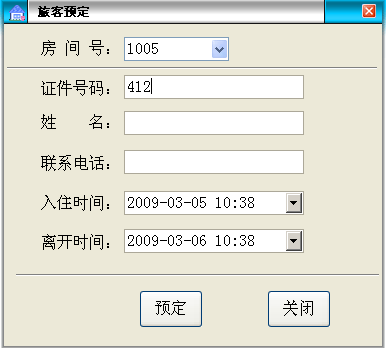 旅客预定
房 间 号： 1005
证件号码： 412
姓    名：
联系电话：
入住时间： 2009-03-05 10:38
离开时间： 2009-03-06 10:38
预定 关闭